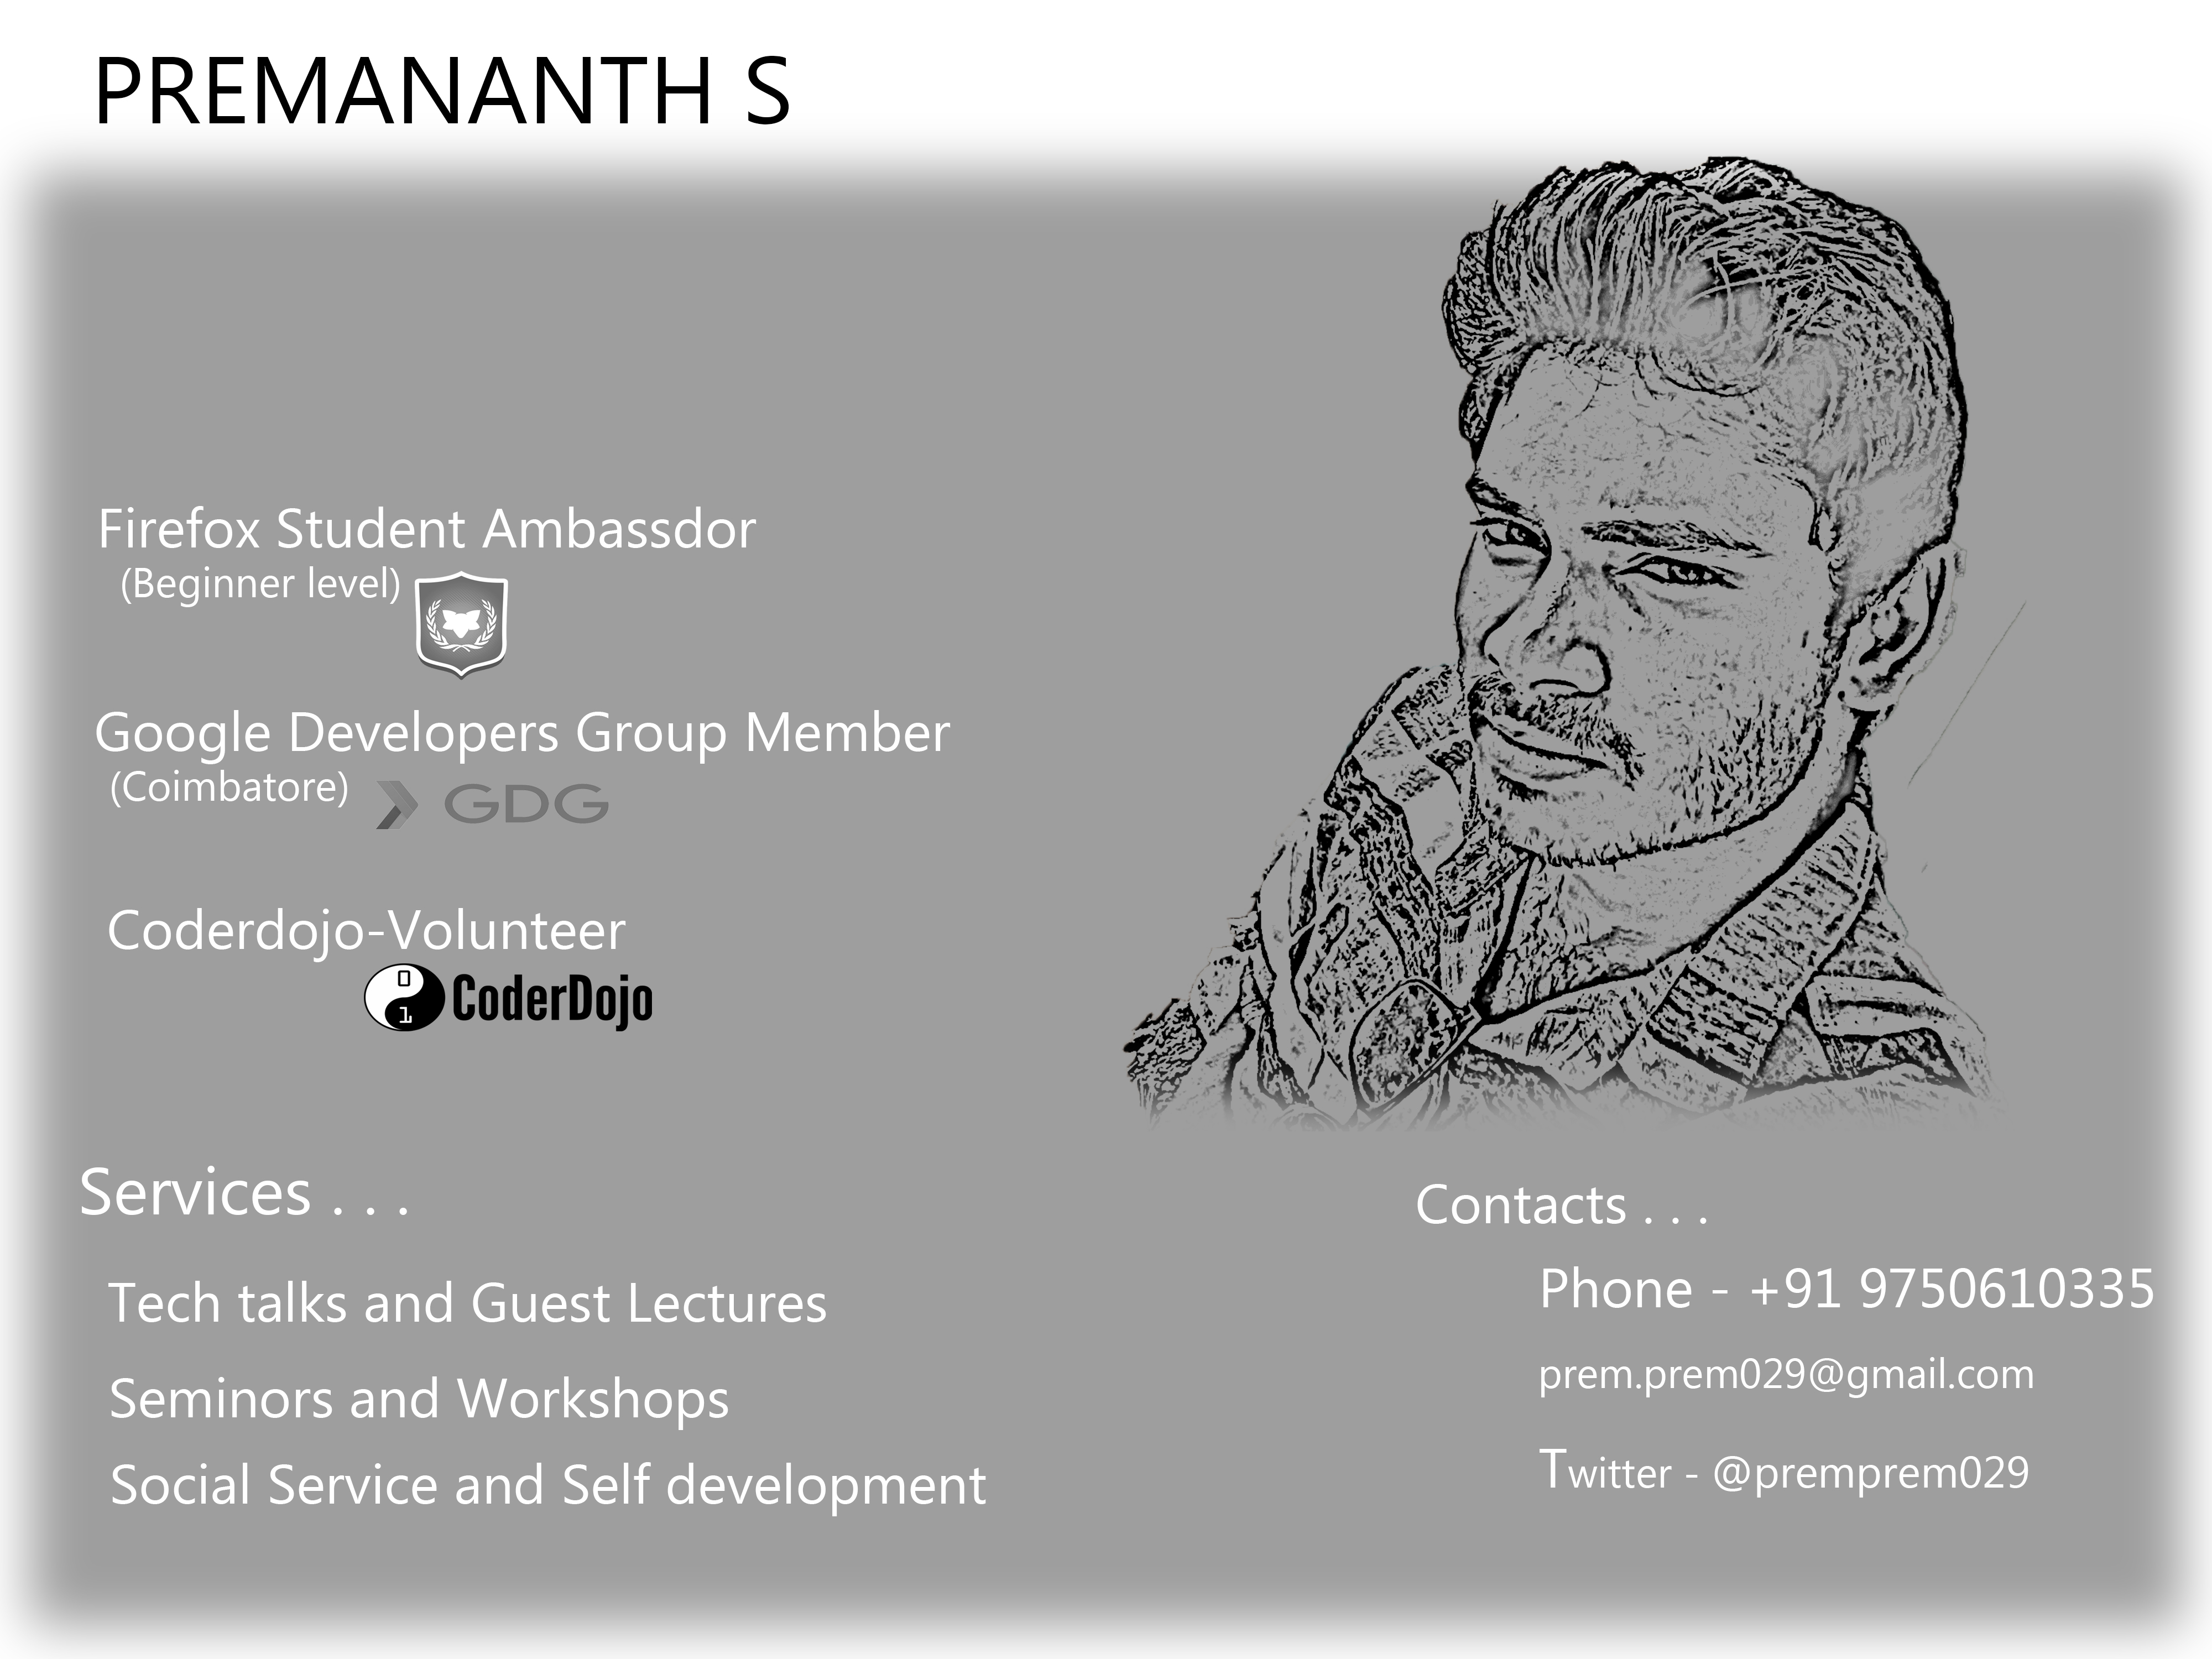 PREMANANTH S
Firefox Student Ambassdor
(Beginner level)
Google Developers Group Member
(Coimbatore)
GDG
Coderdojo-Volunteer
0
1
CoderDojo
Services . . .
Tech talks and Guest Lectures
Seminors and Workshops
Social Service and Self development
Contacts . . .
Phone - +91 9750610335
prem.prem029@gmail.com
Twitter - @premprem029